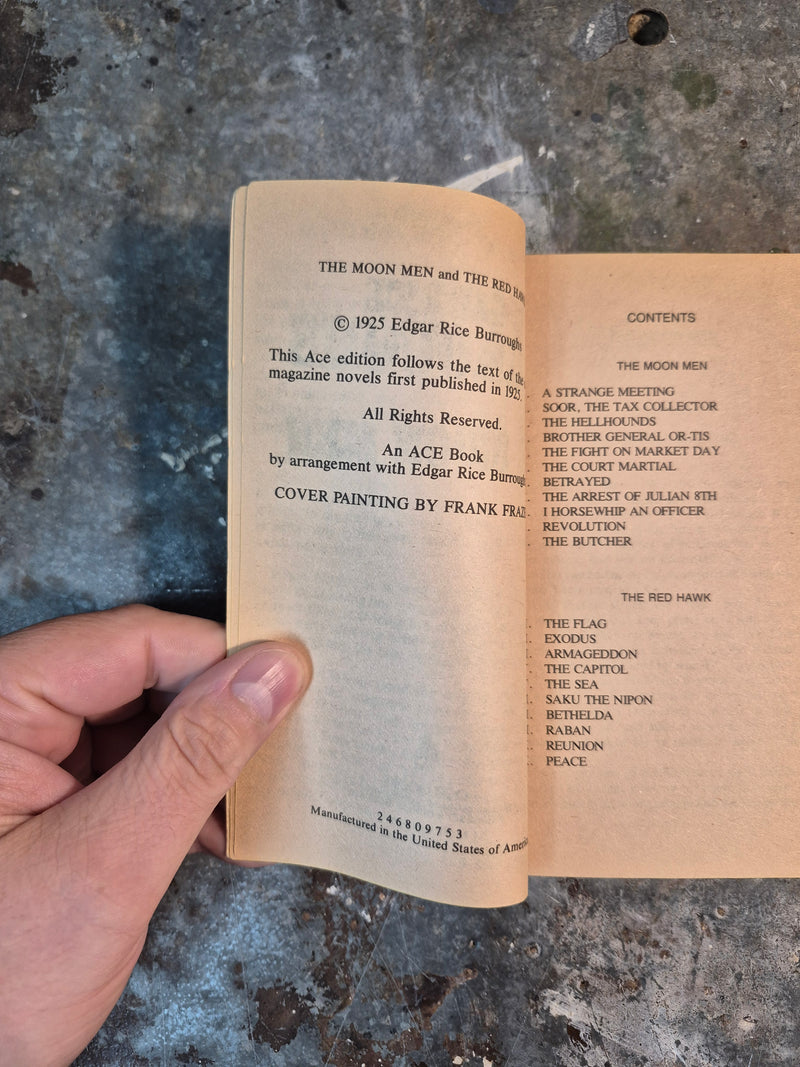 THE MOON MEN and THE RED
© 1925 Edgar Rice Burroughs
This Ace edition follows the text of the
magazine novels first published in 1925.
All Rights Reserved.
An ACE Book
by arrangement with Edgar Rice
COVER PAINTING BY FRANK
2 4 6 8 0 9 7 5 3
Manufactured in the United States of
CONTENTS
THE MOON MEN
A STRANGE MEETING
SOOR, THE TAX COLLECTOR
THE HELLHOUNDS
BROTHER GENERAL OR-TIS
THE FIGHT ON MARKET DAY
THE COURT MARTIAL
BETRAYED
THE ARREST OF JULIAN 8TH
I HORSEWHIP AN OFFICER
REVOLUTION
THE BUTCHER
THE RED HAWK
THE FLAG
EXODUS
ARMAGEDDON
THE CAPITOL
THE SEA
SAKU THE NIPON
BETHELDA
RABAN
REUNION
PEACE